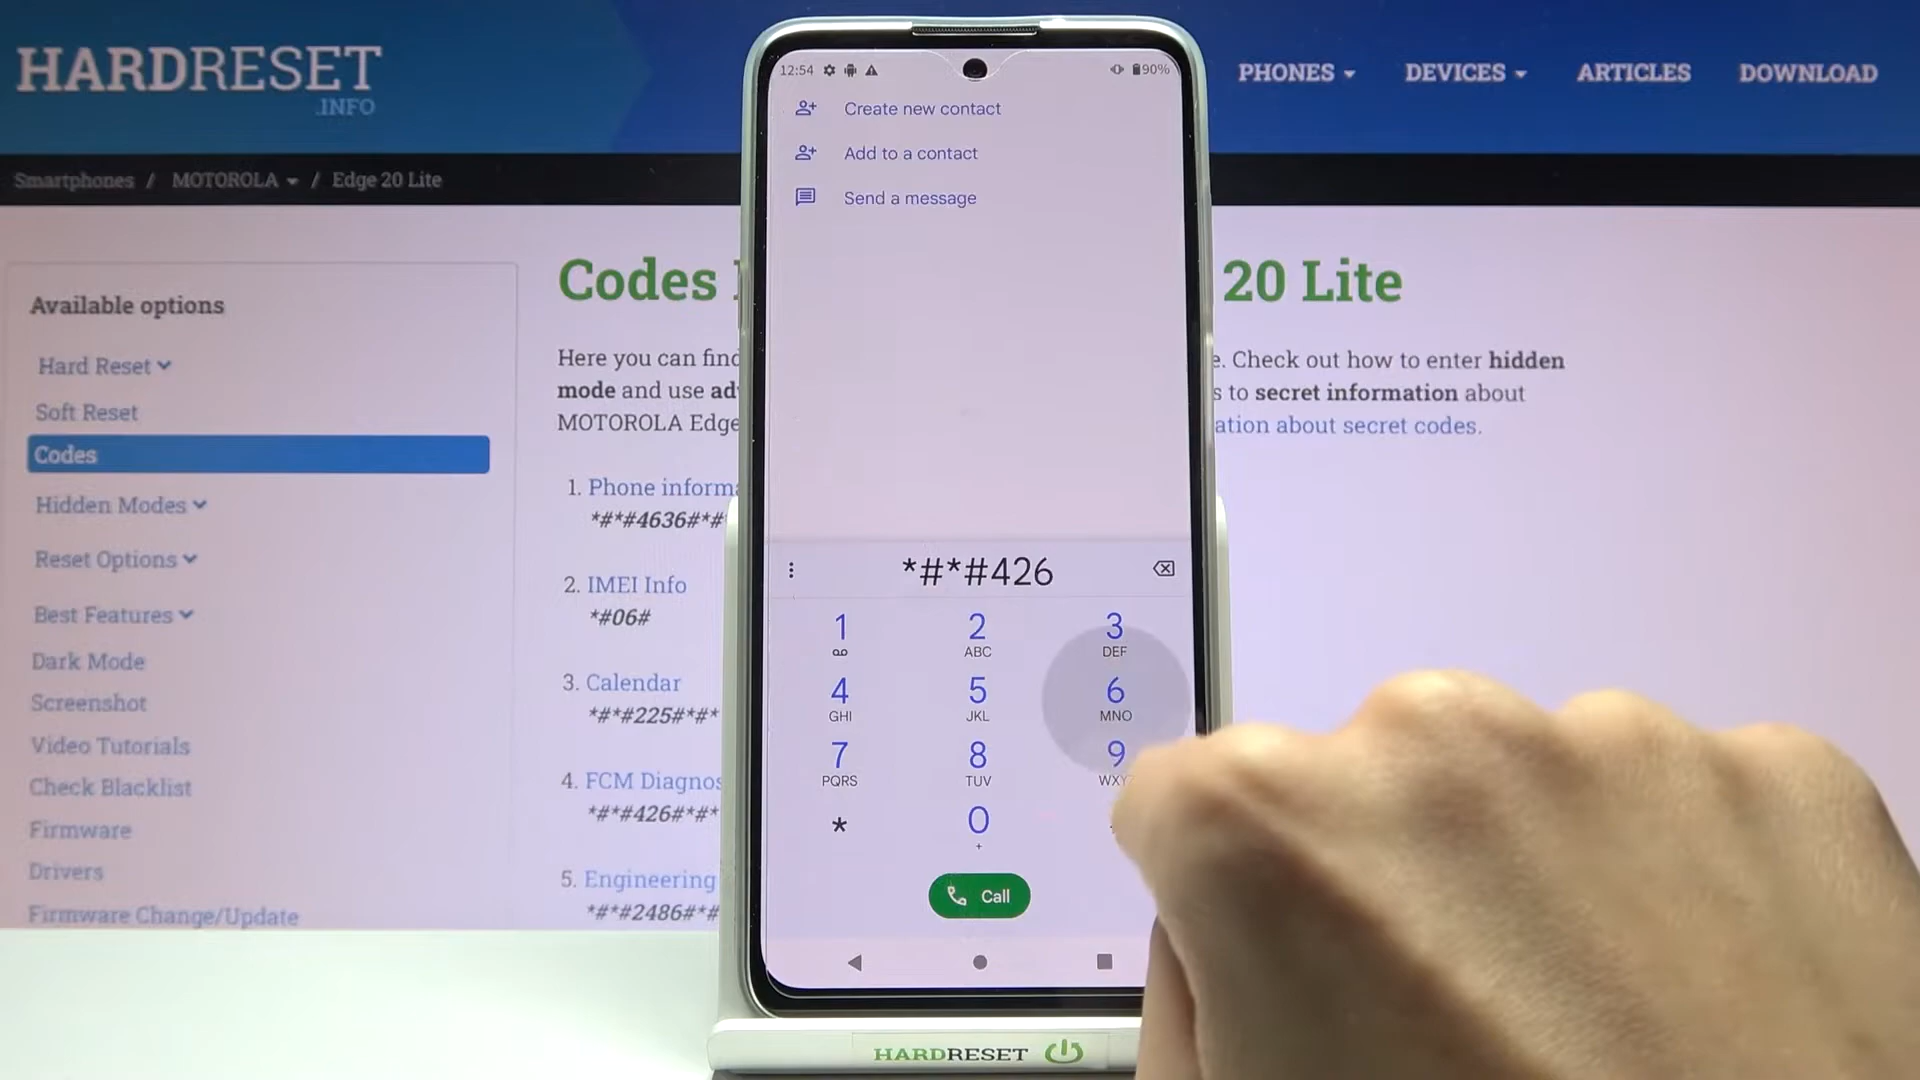 HARDRESET
.INFO
PHONES
DEVICES
ARTICLES
DOWNLOAD
Smartphones / MOTOROLA / Edge 20 Lite
Available options
Hard Reset
Soft Reset
Codes
Hidden Modes
Reset Options
Best Features
Dark Mode
Screenshot
Video Tutorials
Check Blacklist
Firmware
Drivers
Firmware Change/Update
Codes 20 Lite
Here you can find . Check out how to enter hidden
mode and use to secret information about
MOTOROLA Edge about secret codes.
1. Phone
*#*#4636#*#
2. IMEI Info
*#06#
3. Calendar
*#*#225#*#*
4. FCM
*#*#426#*#*
5. Engineering
*#*#2486#*#
12:54
90%
Create new contact
Add to a contact
Send a message
*#*#426
1
2 ABC
3 DEF
4 GHI
5 JKL
6 MNO
7 PQRS
8 TUV
9
*
0 +
Call
HARDRESET